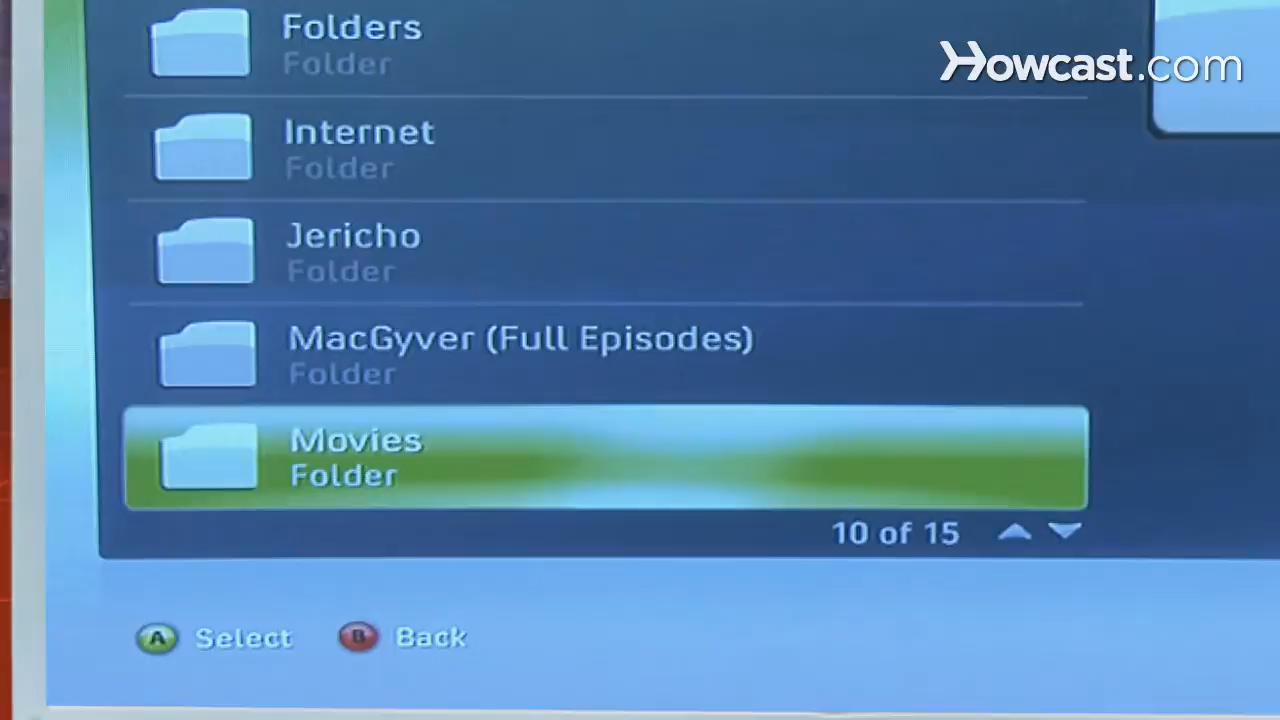 Folders
Folder
Howcast.com
Internet
Folder
Jericho
Folder
MacGyver (Full Episodes)
Folder
Movies
Folder
10 of 15
A Select B Back